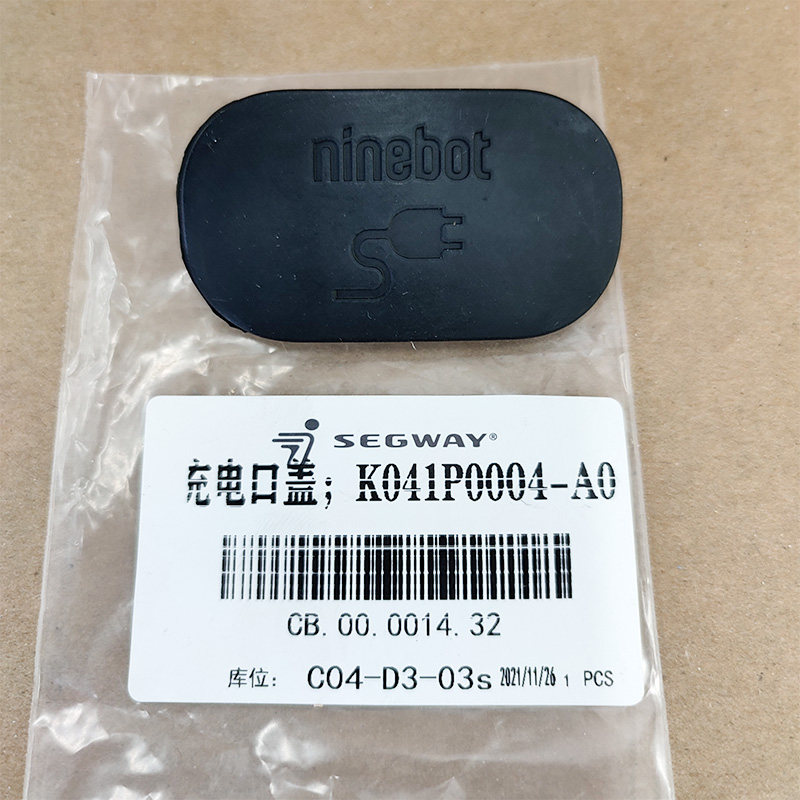 ninebot
SEGWAY®
充电口盖; K041P0004-A0
CB.00.0014.32
库位: C04-D3-03s 2021/11/26 1 PCS